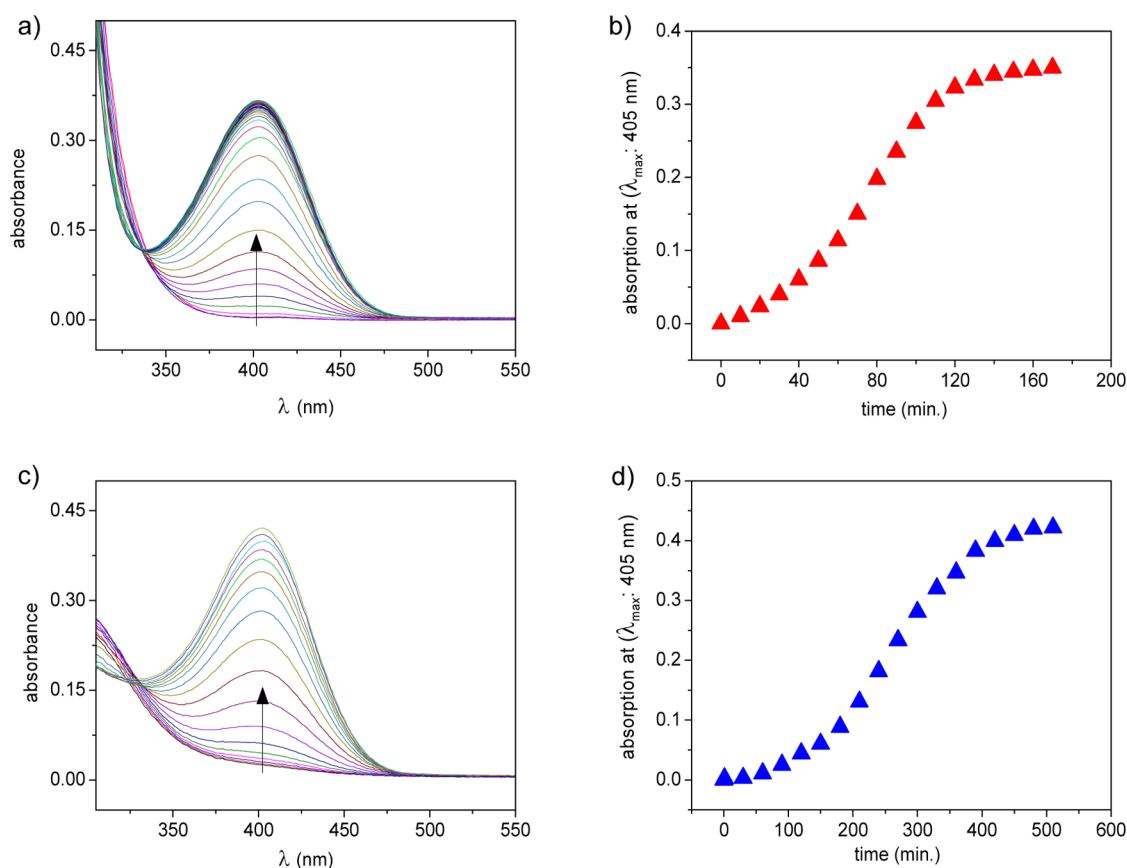 a)
0.45
0.30
0.15
0.00
absorbance
350 400 450 500 550
λ (nm)
b)
0.4
0.3
0.2
0.1
0.0
absorption at (λmax: 405 nm)
0 40 80 120 160 200
time (min.)
c)
0.45
0.30
0.15
0.00
absorbance
350 400 450 500 550
λ (nm)
d)
0.5
0.4
0.3
0.2
0.1
0.0
absorption at (λmax: 405 nm)
0 100 200 300 400 500 600
time (min.)